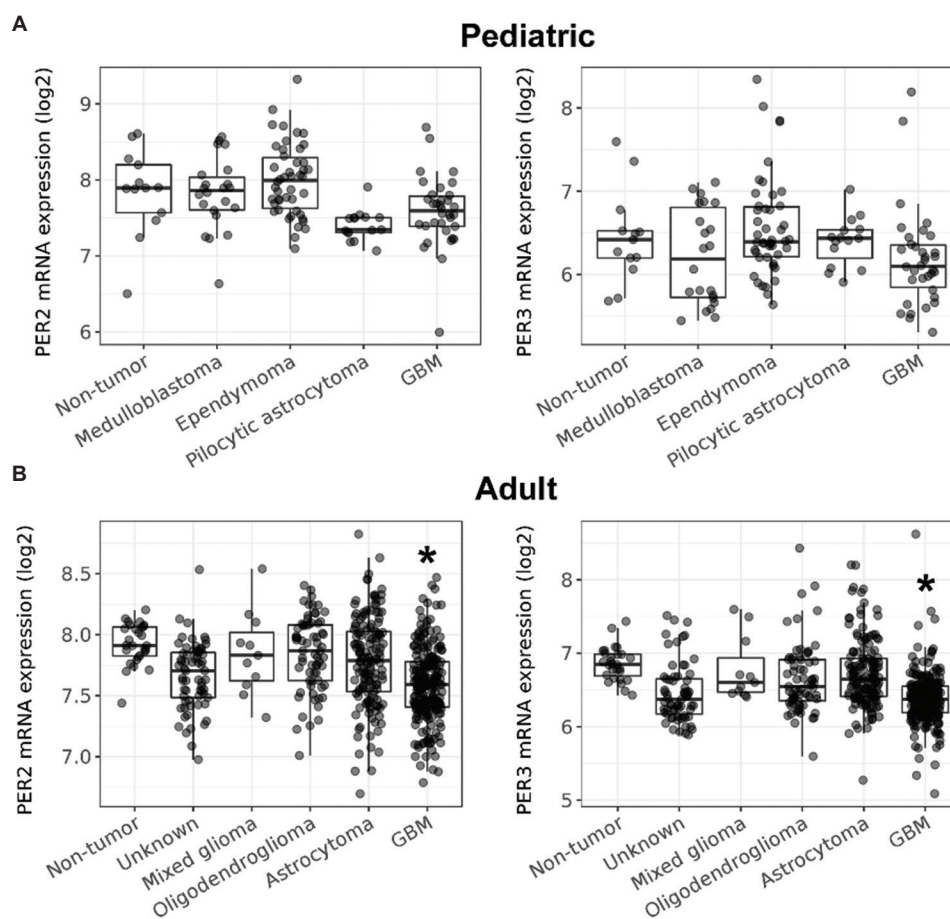 A
Pediatric
PER2 mRNA expression (log2)
9
8
7
6
Non-tumor
Medulloblastoma
Ependymoma
Pilocytic astrocytoma
GBM
PER3 mRNA expression (log2)
8
7
6
Non-tumor
Medulloblastoma
Ependymoma
Pilocytic astrocytoma
GBM
B
Adult
PER2 mRNA expression (log2)
8.5
8.0
7.5
7.0
*
Non-tumor
Unknown
Mixed glioma
Oligodendroglioma
Astrocytoma
GBM
PER3 mRNA expression (log2)
8
7
6
5
*
Non-tumor
Unknown
Mixed glioma
Oligodendroglioma
Astrocytoma
GBM